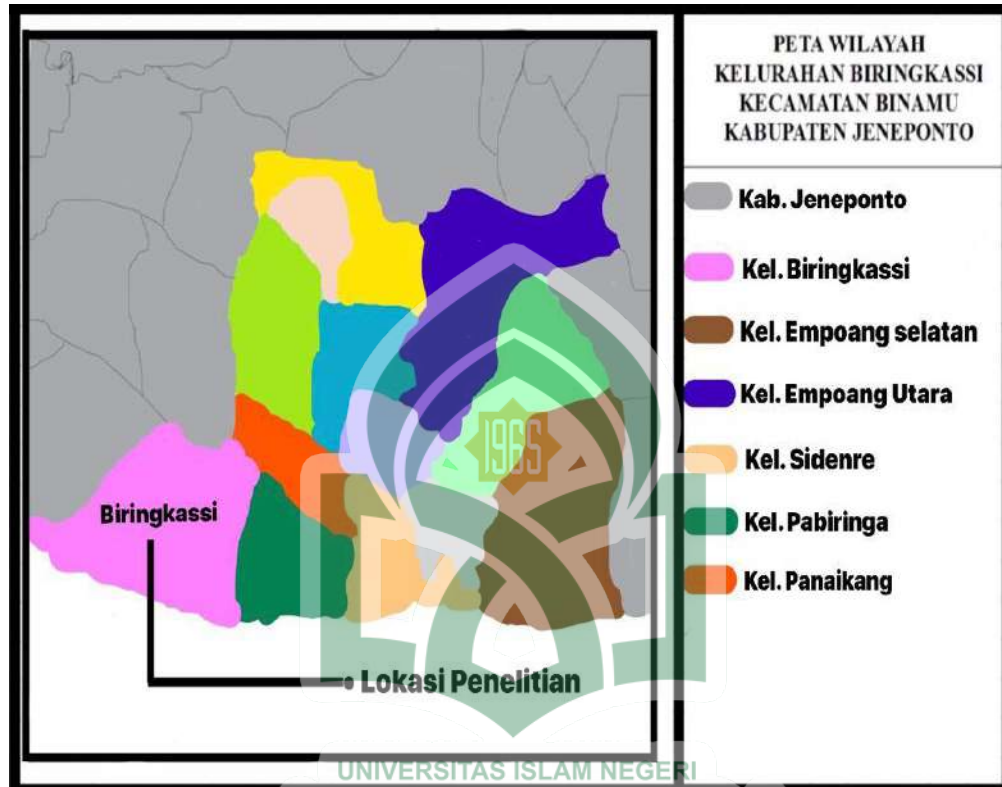 PETA WILAYAH
KELURAHAN BIRINGKASSI
KECAMATAN BINAMU
KABUPATEN JENEPONTO
Kab. Jeneponto
Kel. Biringkassi
Kel. Empoang selatan
Kel. Empoang Utara
Kel. Sidenre
Kel. Pabiringa
Kel. Panaikang
Biringkassi
Lokasi Penelitian
1965
UNIVERSITAS ISLAM NEGERI